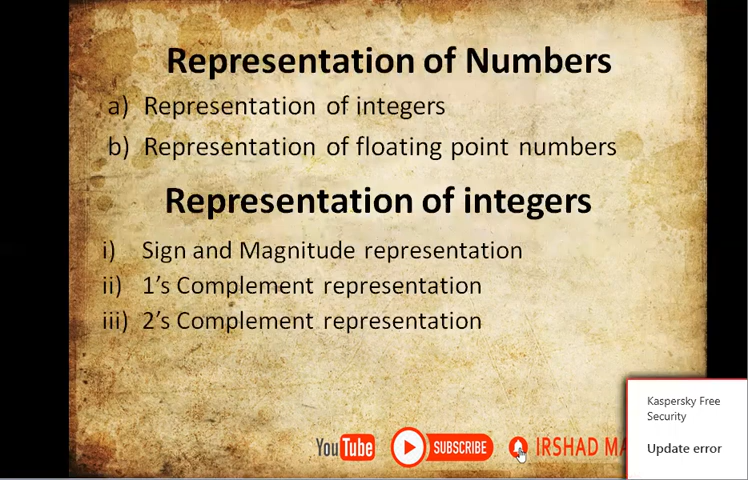 Representation of Numbers
a) Representation of integers
b) Representation of floating point numbers
Representation of integers
i) Sign and Magnitude representation
ii) 1’s Complement representation
iii) 2’s Complement representation
YouTube SUBSCRIBE IRSHAD
Kaspersky Free
Security
Update error